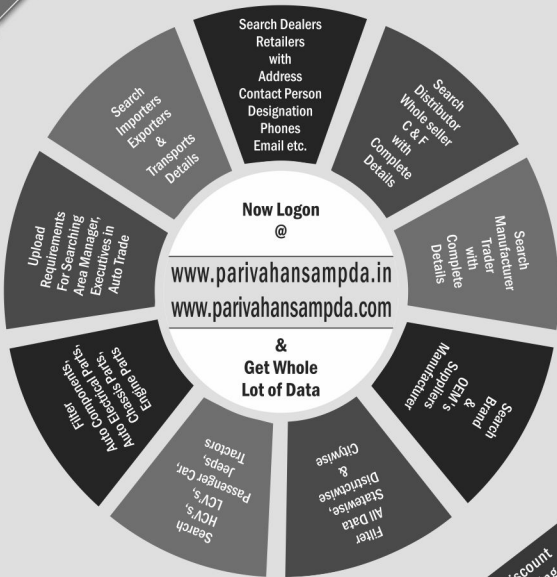 Now Logon
@
www.parivahansampda.in
www.parivahansampda.com
&
Get Whole
Lot of Data
Search Dealers
Retailers
with
Address
Contact Person
Designation
Phones
Email etc.
Search
Distributor
Whole seller
C & F
with
Complete
Details
Search
Manufacturer
Trader
with
Complete
Details
Search
Brand
&
OEM's
Suppliers
Manufacturer
Filter
All Data
Statewise,
Districtwise
&
Citywise
Search
HCV's,
LCV's,
Passenger Car,
Jeeps,
Tractors
Filter
Auto Components,
Auto Electrical Parts,
Chassis Parts,
Engine Parts
Upload
Requirements
For Searching
Area Manager,
Executives in
Auto Trade
Search
Importers
Exporters
&
Transports
Details